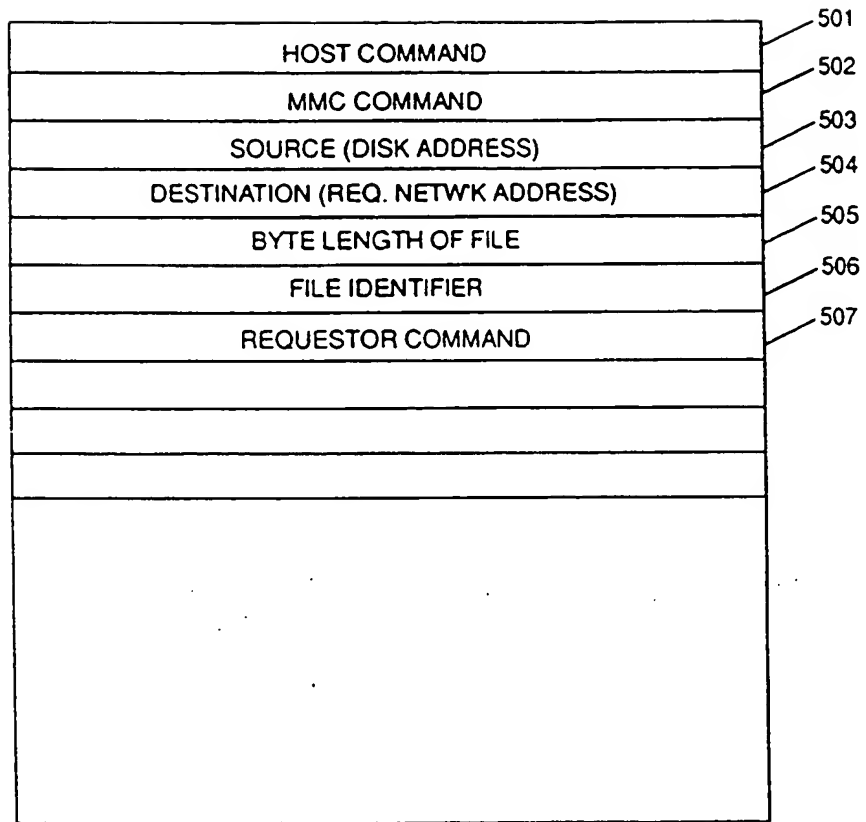 501
HOST COMMAND
502
MMC COMMAND
503
SOURCE (DISK ADDRESS)
504
DESTINATION (REQ. NETW'K ADDRESS)
505
BYTE LENGTH OF FILE
506
FILE IDENTIFIER
507
REQUESTOR COMMAND